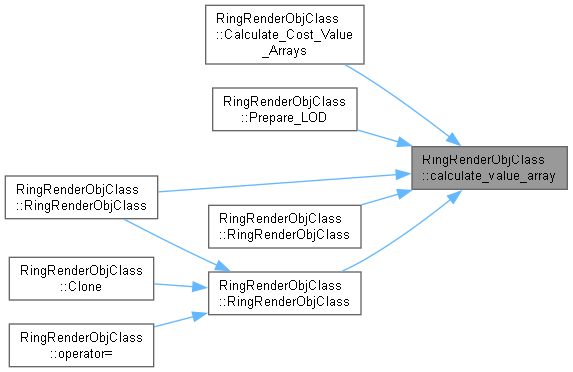 RingRenderObjClass
::Calculate_Cost_Value
_Arrays
RingRenderObjClass
::Prepare_LOD
RingRenderObjClass
::calculate_value_array
RingRenderObjClass
::RingRenderObjClass
RingRenderObjClass
::RingRenderObjClass
RingRenderObjClass
::Clone
RingRenderObjClass
::RingRenderObjClass
RingRenderObjClass
::operator=